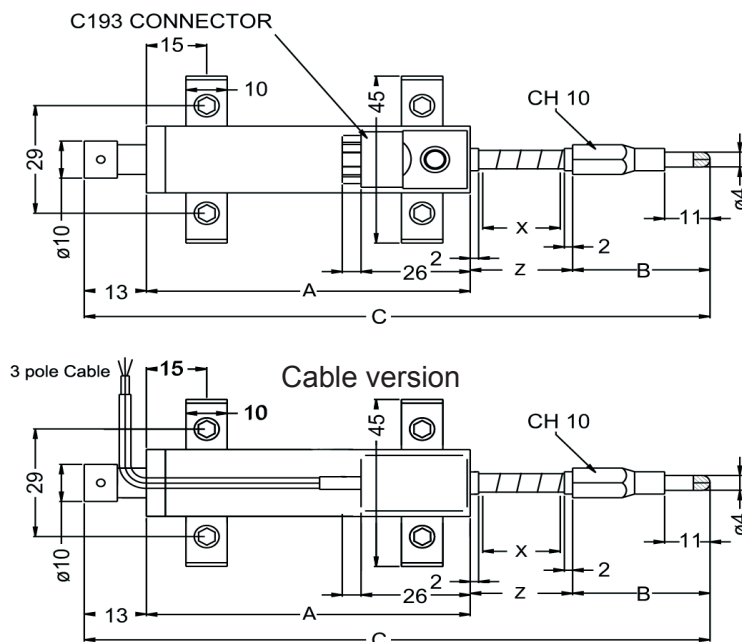 C193 CONNECTOR
15
10
45
CH 10
29
ø10
ø4
x
11
2
2
26
z
B
13
A
C
3 pole Cable
15
Cable version
10
45
CH 10
29
ø10
ø4
x
11
2
2
26
z
B
13
A
C